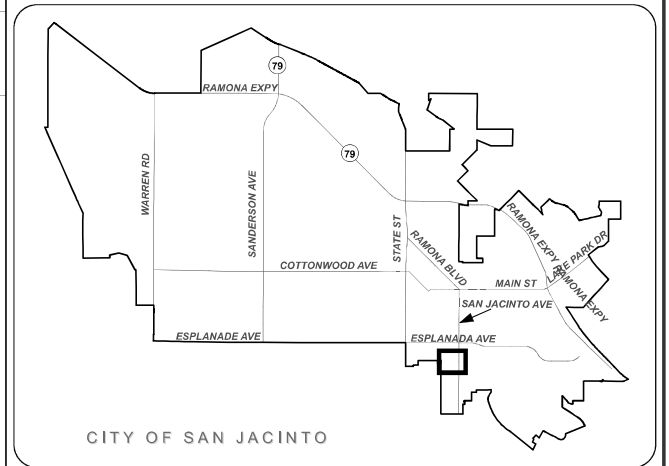 79
RAMONA EXPY
79
WARREN RD
SANDERSON AVE
STATE ST
RAMONA BLVD
RAMONA EXPY
LAKE PARK DR
RAMONA EXPY
COTTONWOOD AVE
MAIN ST
SAN JACINTO AVE
ESPLANADE AVE
ESPLANADA AVE
CITY OF SAN JACINTO